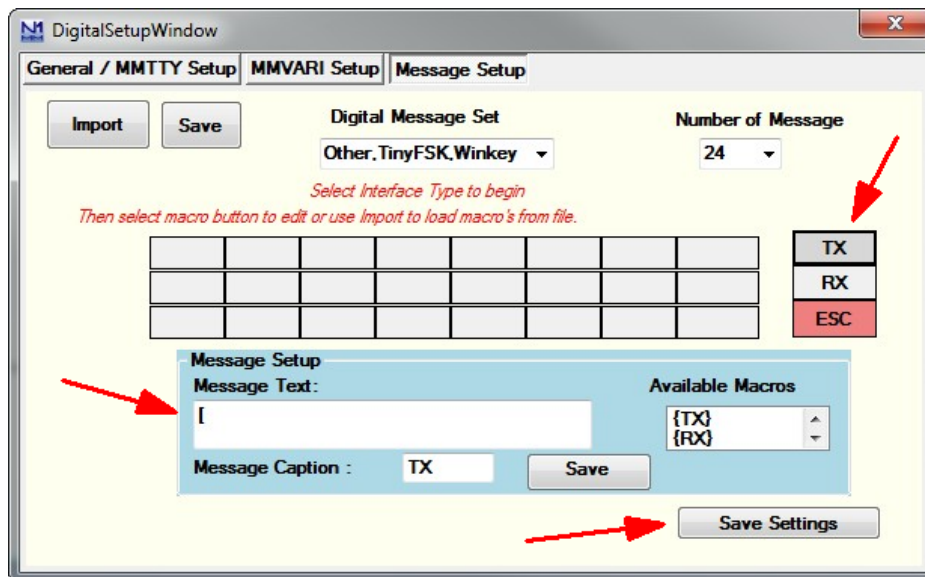 N1 MM DigitalSetupWindow X
General / MMTTY Setup MMVARI Setup Message Setup
Import Save Digital Message Set Number of Message
Other,TinyFSK,Winkey 24
Select Interface Type to begin
Then select macro button to edit or use Import to load macro's from file.
TX
RX
ESC
Message Setup
Message Text: Available Macros
[ {TX}
{RX}
Message Caption : TX Save
Save Settings